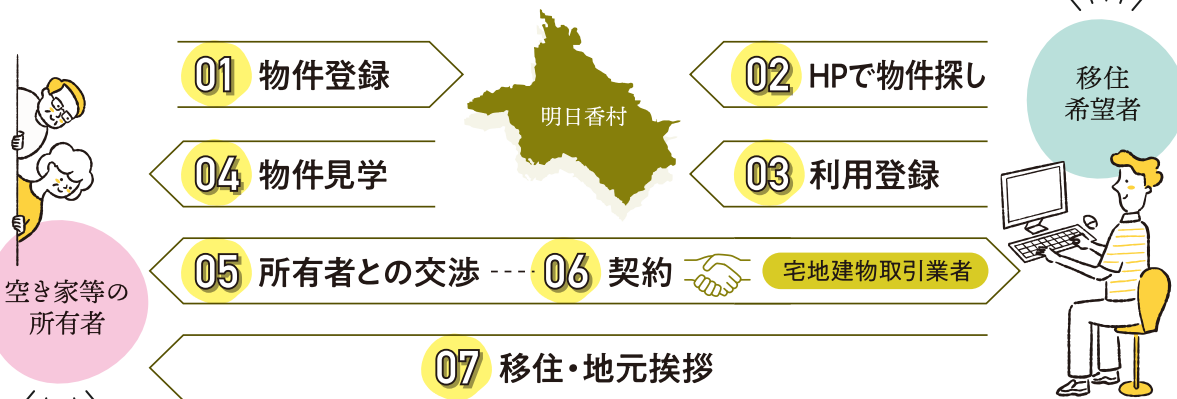 01 物件登録
明日香村
02 HPで物件探し
移住
希望者
04 物件見学
03 利用登録
空き家等の
所有者
05 所有者との交渉
06 契約
宅地建物取引業者
07 移住・地元挨拶